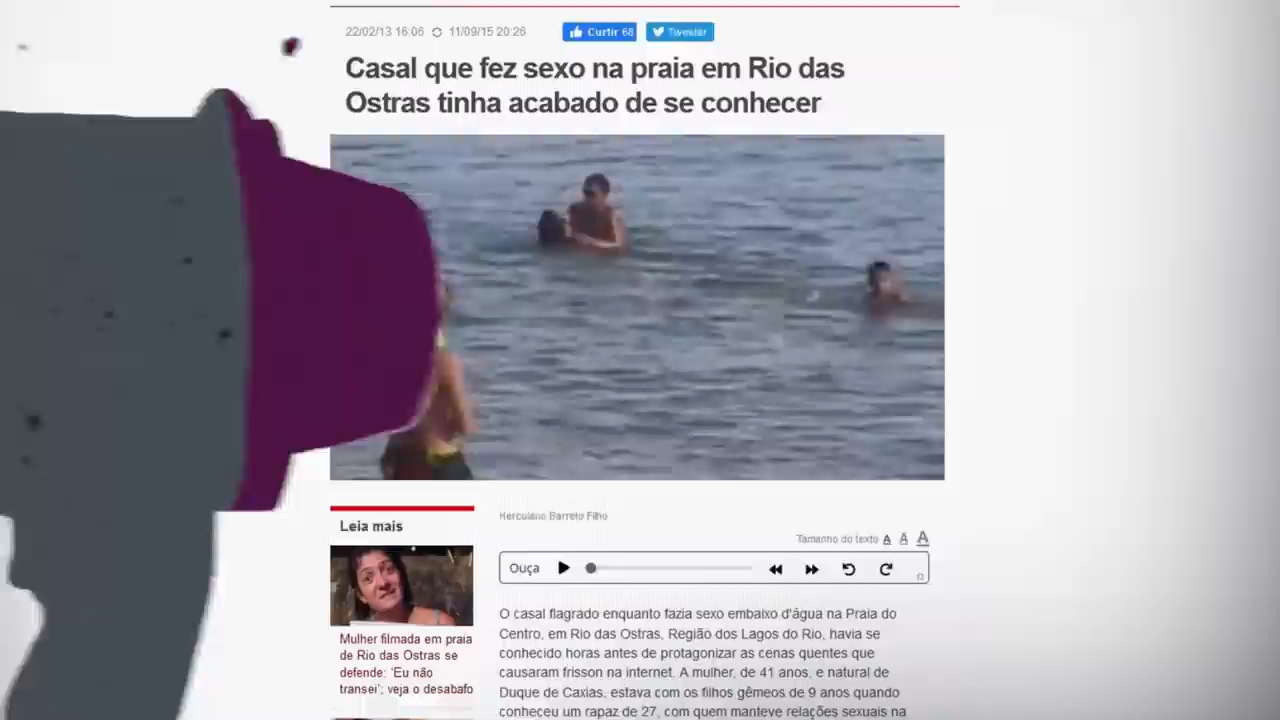 22/02/13 16:06 11/09/15 20:26 Curtir 68 Tweetar
Casal que fez sexo na praia em Rio das
Ostras tinha acabado de se conhecer
Leia mais
Mulher filmada em praia
de Rio das Ostras se
defende: 'Eu não
transei'; veja o desabafo
Herculano Barreto Filho
Tamanho do texto A A A
Ouça
O casal flagrado enquanto fazia sexo embaixo d'água na Praia do
Centro, em Rio das Ostras, Região dos Lagos do Rio, havia se
conhecido horas antes de protagonizar as cenas quentes que
causaram frisson na internet. A mulher, de 41 anos, e natural de
Duque de Caxias, estava com os filhos gêmeos de 9 anos quando
conheceu um rapaz de 27, com quem manteve relações sexuais na